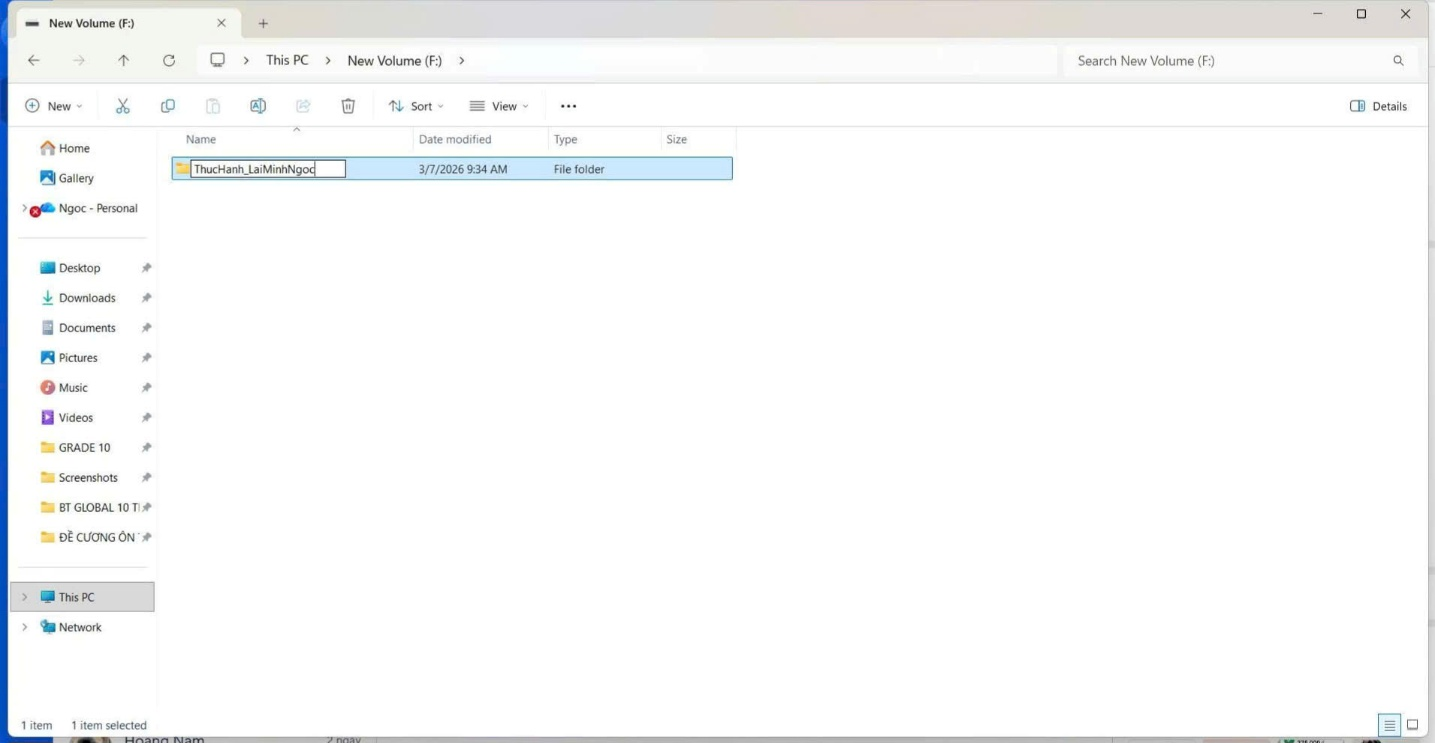 New Volume (F:)
This PC > New Volume (F:) >
Search New Volume (F:)
New
Sort
View
Details
Name
Date modified
Type
Size
ThucHanh_LaiMinhNgoc
3/7/2026 9:34 AM
File folder
Home
Gallery
Ngoc - Personal
Desktop
Downloads
Documents
Pictures
Music
Videos
GRADE 10
Screenshots
BT GLOBAL 10
ĐỀ CƯƠNG ÔN
This PC
Network
1 item
1 item selected
Hoang Nam
2 ngày